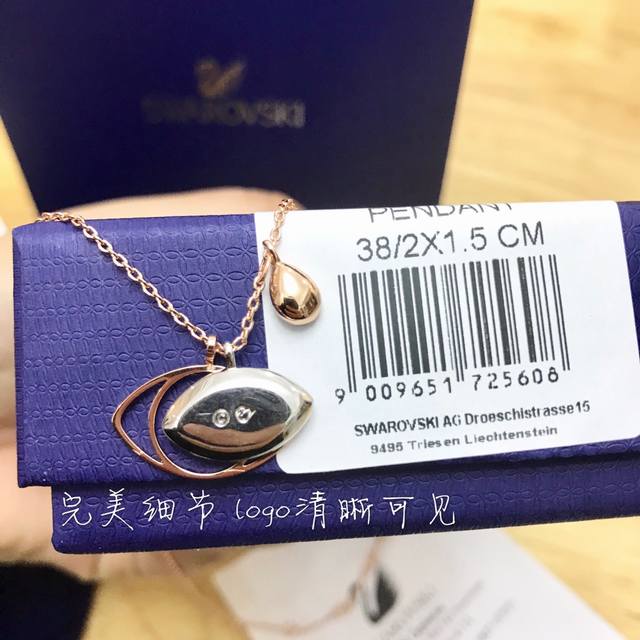 SWAROVSKI
PENDANT
38/2X1.5 CM
9 009651 725608
SWAROVSKI AG Droeschistrasse15
9495 Triesen Liechtenstein
完美细节 logo清晰可见